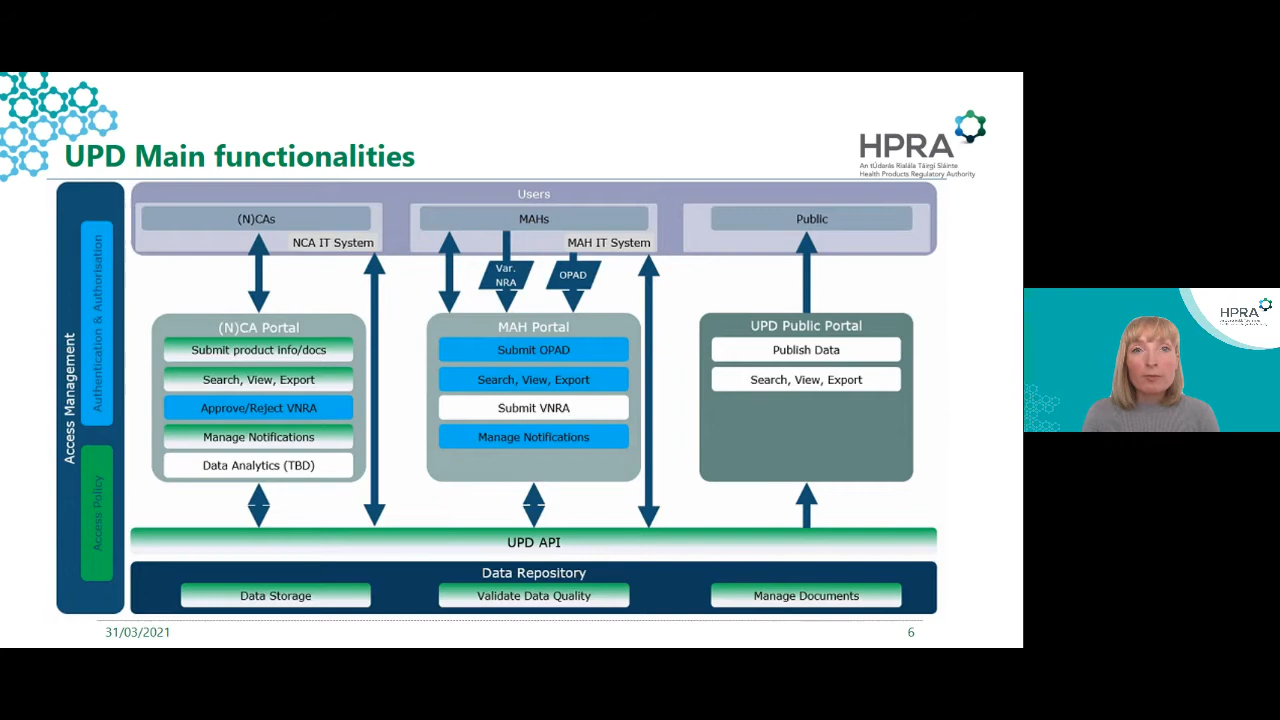 UPD Main functionalities
HPRA
An tÚdarás Rialála Táirgí Sláinte
Health Products Regulatory Authority
Users
(N)CAs
MAHs
Public
NCA IT System
MAH IT System
Var.
NRA
OPAD
Access Management
Authentication & Authorisation
Access Policy
(N)CA Portal
Submit product info/docs
Search, View, Export
Approve/Reject VNRA
Manage Notifications
Data Analytics (TBD)
MAH Portal
Submit OPAD
Search, View, Export
Submit VNRA
Manage Notifications
UPD Public Portal
Publish Data
Search, View, Export
UPD API
Data Repository
Data Storage
Validate Data Quality
Manage Documents
31/03/2021
6
HPRA